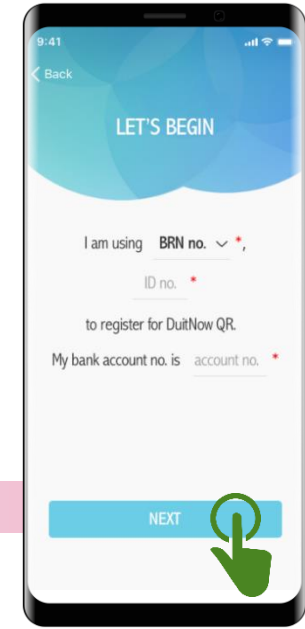 9:41
Back
LET'S BEGIN
I am using BRN no. *,
ID no. *
to register for DuitNow QR.
My bank account no. is account no. *
NEXT